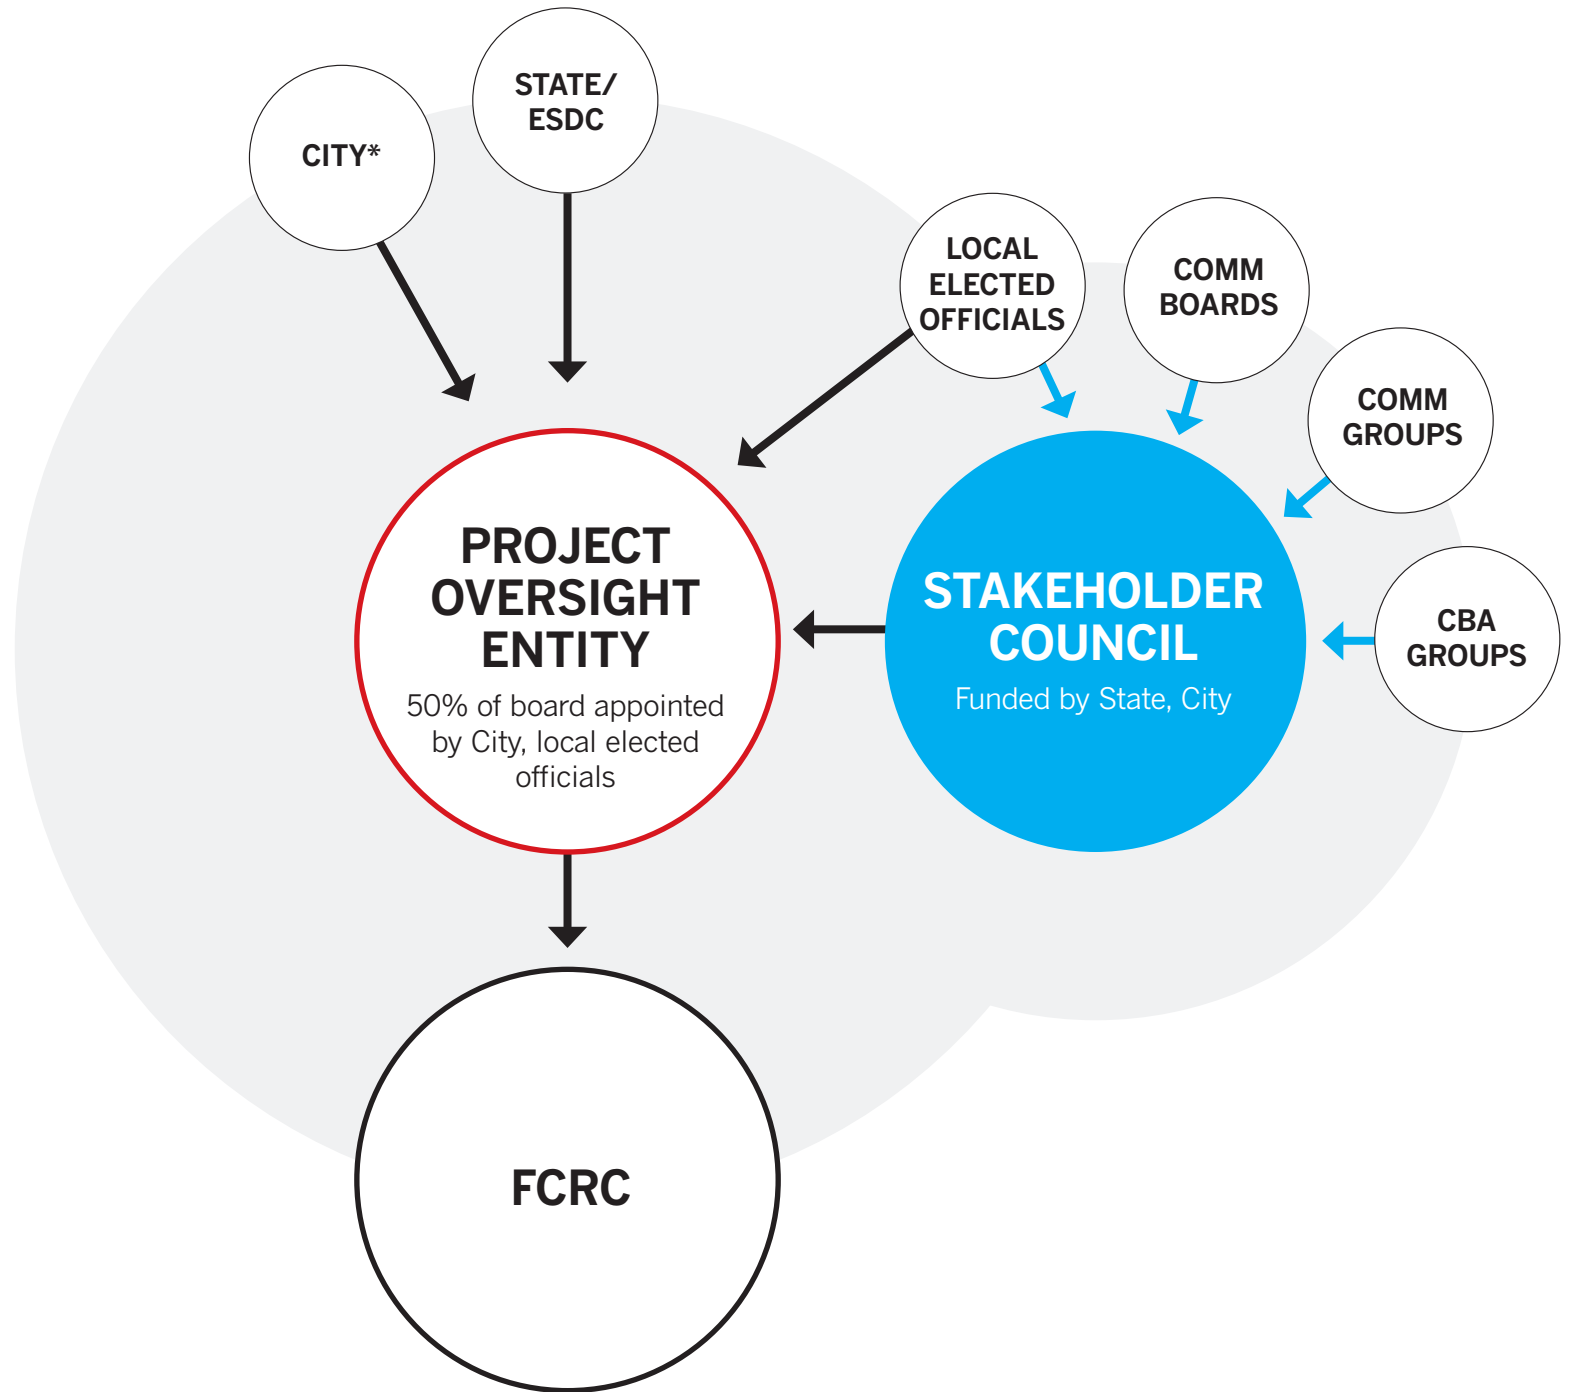 STATE/
ESDC
CITY*
LOCAL
ELECTED
OFFICIALS
COMM
BOARDS
COMM
GROUPS
PROJECT
OVERSIGHT
ENTITY
50% of board appointed
by City, local elected
officials
STAKEHOLDER
COUNCIL
Funded by State, City
CBA
GROUPS
FCRC